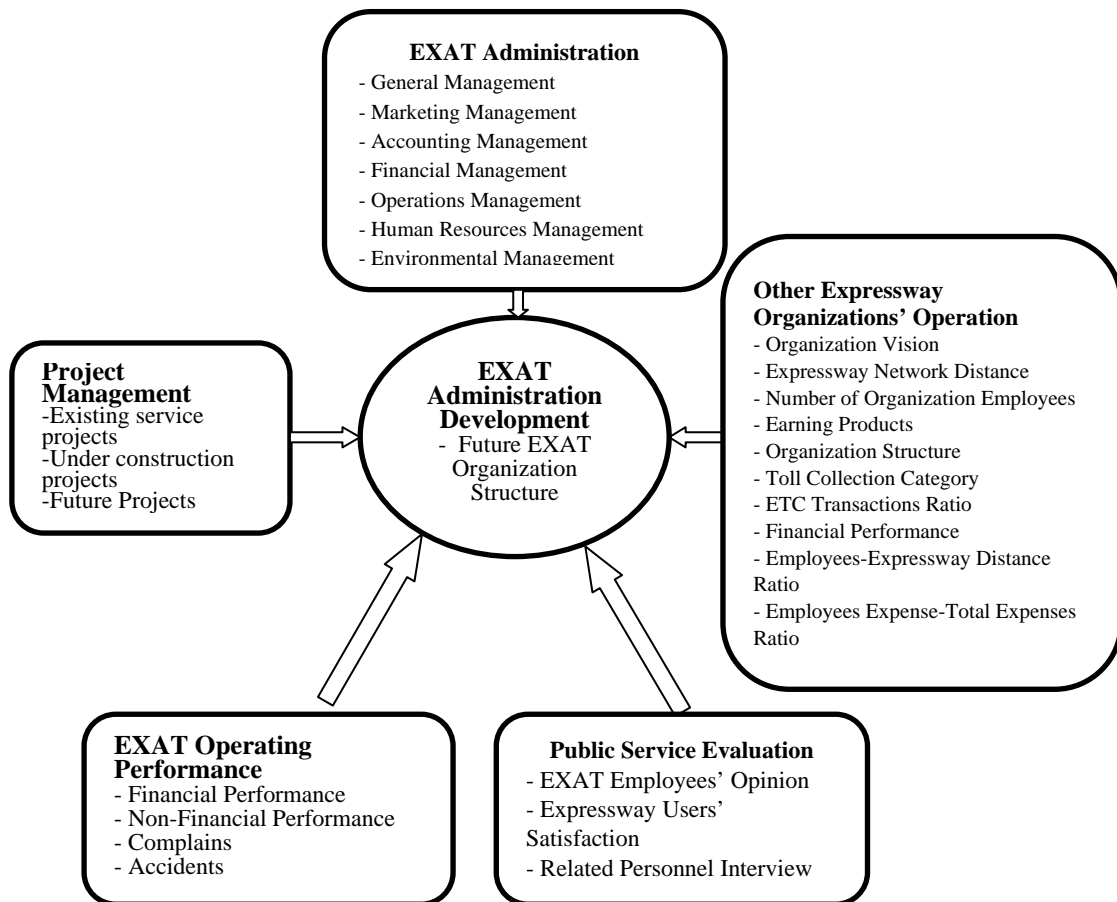 EXAT Administration
- General Management
- Marketing Management
- Accounting Management
- Financial Management
- Operations Management
- Human Resources Management
- Environmental Management
Other Expressway
Organizations’ Operation
- Organization Vision
- Expressway Network Distance
- Number of Organization Employees
- Earning Products
- Organization Structure
- Toll Collection Category
- ETC Transactions Ratio
- Financial Performance
- Employees-Expressway Distance
Ratio
- Employees Expense-Total Expenses
Ratio
Project
Management
-Existing service
projects
-Under construction
projects
-Future Projects
EXAT
Administration
Development
- Future EXAT
Organization
Structure
EXAT Operating
Performance
- Financial Performance
- Non-Financial Performance
- Complains
- Accidents
Public Service Evaluation
- EXAT Employees’ Opinion
- Expressway Users’
Satisfaction
- Related Personnel Interview